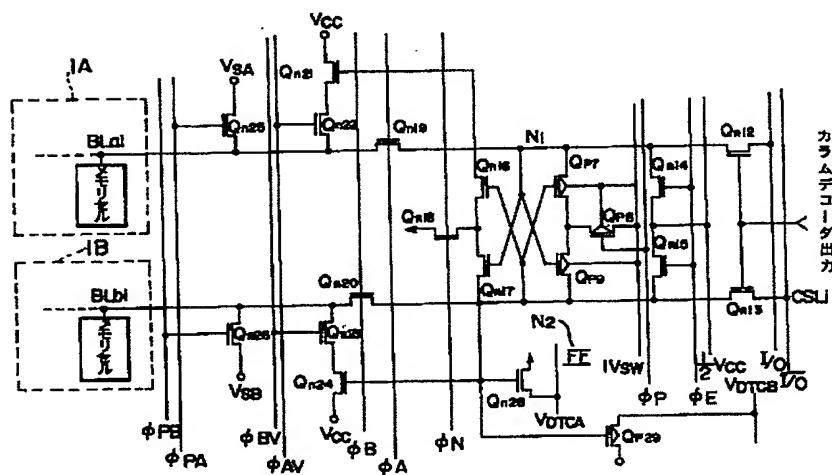 VCC
1A
VSA
Qn21
Qn25
Qn22
Qn19
N1
Qn12
BLai
メモリセル
Qn16
QP7
Qn14
Qn18
QP8
カラムデコーダ出力
1B
Qn15
Qn20
Qn17
QP9
Qn13
CSLi
BLbi
メモリセル
Qn26
Qn23
N2
FF
VSB
Qn24
Qn28
1VSW
φP
φE
1/2 VCC
I/O
I/O
VDTCB
VCC
φB
φA
φN
VDTCA
QP29
φPB
φPA
φBV
φAV